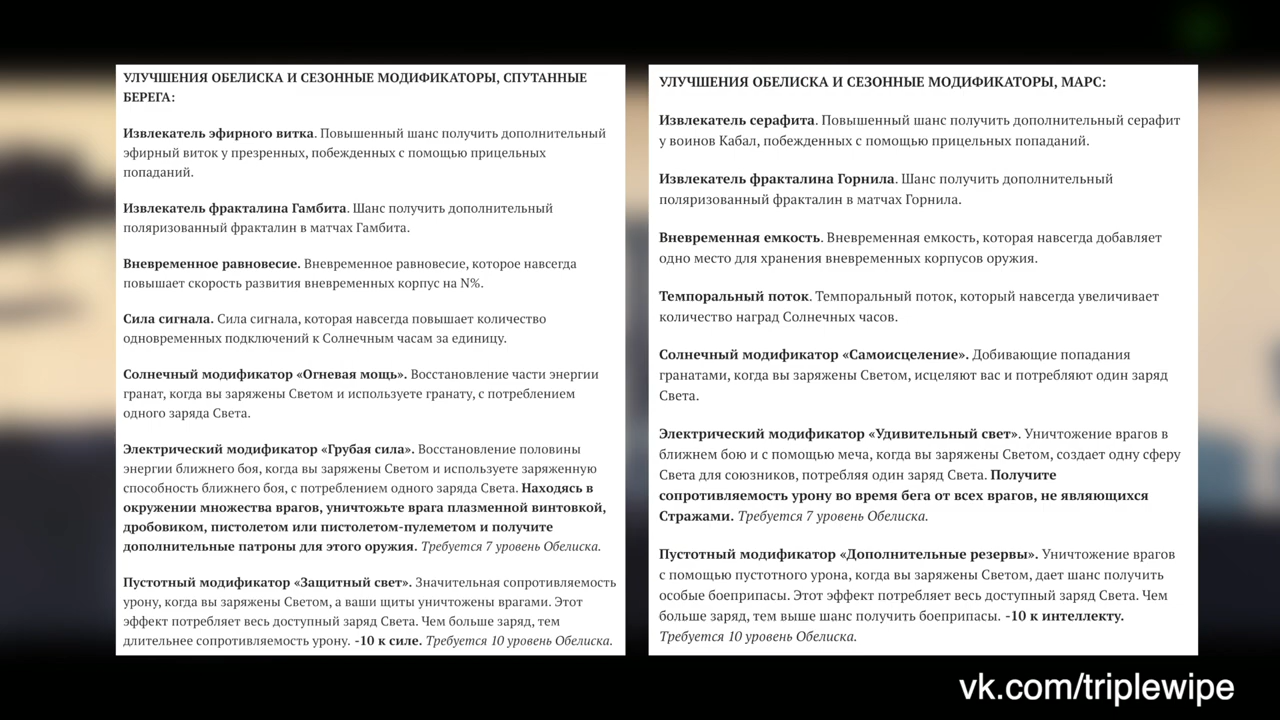 УЛУЧШЕНИЯ ОБЕЛИСКА И СЕЗОННЫЕ МОДИФИКАТОРЫ, СПУТАННЫЕ
БЕРЕГА:
Извлекатель эфирного витка. Повышенный шанс получить дополнительный
эфирный виток у презренных, побежденных с помощью прицельных
попаданий.
Извлекатель фракталина Гамбита. Шанс получить дополнительный
поляризованный фракталин в матчах Гамбита.
Вневременное равновесие. Вневременное равновесие, которое навсегда
повышает скорость развития вневременных корпус на N%.
Сила сигнала. Сила сигнала, которая навсегда повышает количество
одновременных подключений к Солнечным часам за единицу.
Солнечный модификатор «Огневая мощь». Восстановление части энергии
гранат, когда вы заряжены Светом и используете гранату, с потреблением
одного заряда Света.
Электрический модификатор «Грубая сила». Восстановление половины
энергии ближнего боя, когда вы заряжены Светом и используете заряженную
способность ближнего боя, с потреблением одного заряда Света. Находясь в
окружении множества врагов, уничтожьте врага плазменной винтовкой,
дробовиком, пистолетом или пистолетом-пулеметом и получите
дополнительные патроны для этого оружия. Требуется 7 уровень Обелиска.
Пустотный модификатор «Защитный свет». Значительная сопротивляемость
урону, когда вы заряжены Светом, а ваши щиты уничтожены врагами. Этот
эффект потребляет весь доступный заряд Света. Чем больше заряд, тем
длительнее сопротивляемость урону. -10 к силе. Требуется 10 уровень Обелиска.
УЛУЧШЕНИЯ ОБЕЛИСКА И СЕЗОННЫЕ МОДИФИКАТОРЫ, МАРС:
Извлекатель серафита. Повышенный шанс получить дополнительный серафит
у воинов Кабал, побежденных с помощью прицельных попаданий.
Извлекатель фракталина Горнила. Шанс получить дополнительный
поляризованный фракталин в матчах Горнила.
Вневременная емкость. Вневременная емкость, которая навсегда добавляет
одно место для хранения вневременных корпусов оружия.
Темпоральный поток. Темпоральный поток, который навсегда увеличивает
количество наград Солнечных часов.
Солнечный модификатор «Самоисцеление». Добивающие попадания
гранатами, когда вы заряжены Светом, исцеляют вас и потребляют один заряд
Света.
Электрический модификатор «Удивительный свет». Уничтожение врагов в
ближнем бою и с помощью меча, когда вы заряжены Светом, создает одну сферу
Света для союзников, потребляя один заряд Света. Получите
сопротивляемость урону во время бега от всех врагов, не являющихся
Стражами. Требуется 7 уровень Обелиска.
Пустотный модификатор «Дополнительные резервы». Уничтожение врагов
с помощью пустотного урона, когда вы заряжены Светом, дает шанс получить
особые боеприпасы. Этот эффект потребляет весь доступный заряд Света. Чем
больше заряд, тем выше шанс получить боеприпасы. -10 к интеллекту.
Требуется 10 уровень Обелиска.
vk.com/triplewipe